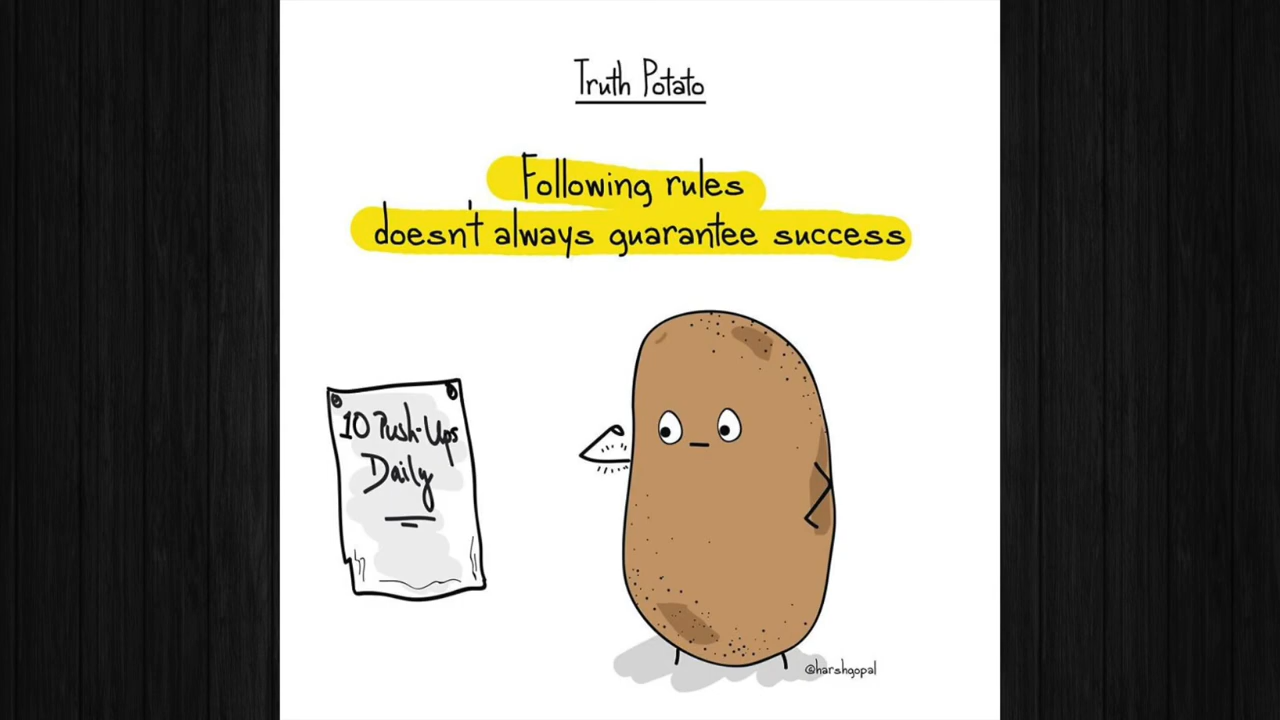 Truth Potato
Following rules
doesn't always guarantee success
10 Push-Ups
Daily
@harshgopal